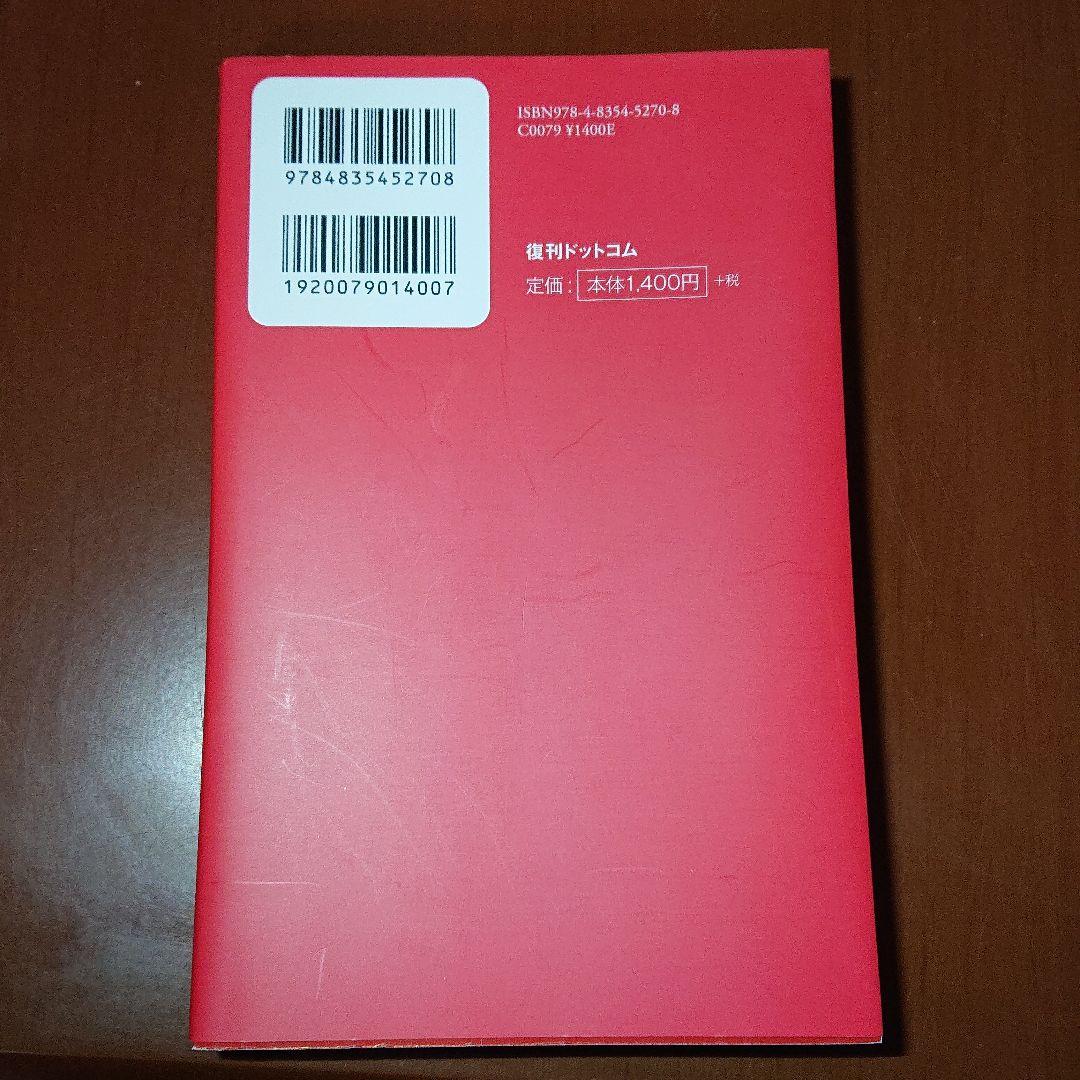 9784835452708
1920079014007
ISBN978-4-8354-5270-8
C0079 ¥1400E
復刊ドットコム
定価: 本体1,400円 +税